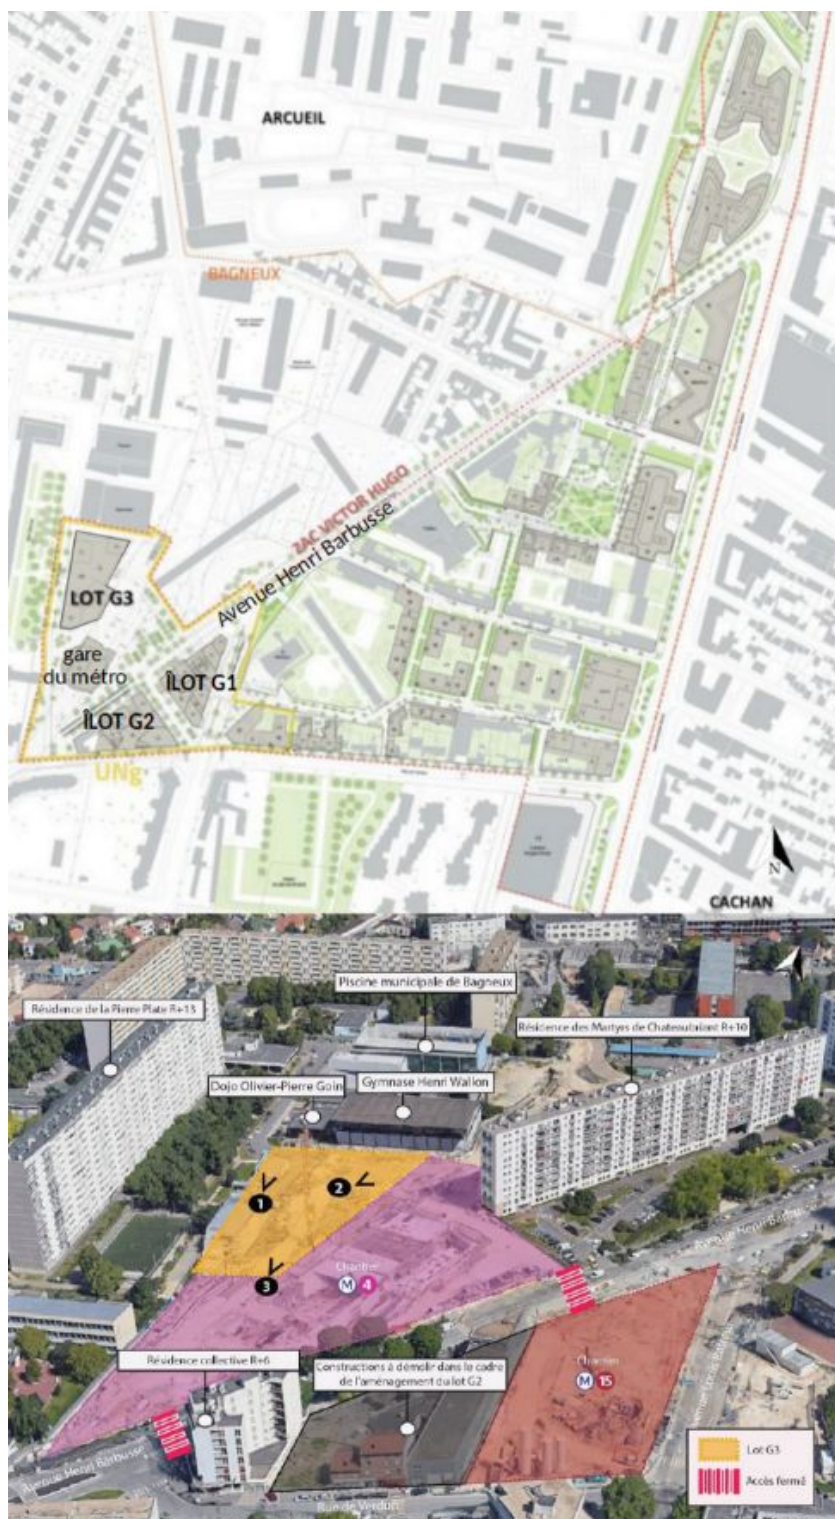 ARCUEIL
BAGNEUX
ZAC VICTOR HUGO
Avenue Henri Barbusse
LOT G3
gare
du métro
ÎLOT G1
ÎLOT G2
UNg
N
CACHAN
Piscine municipale de Bagneux
Résidence de la Pierre Plate R+13
Résidence des Martyrs de Chateaubriant R+10
Dojo Olivier-Pierre Goin
Gymnase Henri Wallon
1
2
3
Chantier
M 4
Avenue Henri Barbusse
Résidence collective R+6
Constructions à démolir dans le cadre
de l'aménagement du lot G2
Chantier
M 15
Avenue Henri Barbusse
Rue de Verdun
Lot G3
Accès fermé